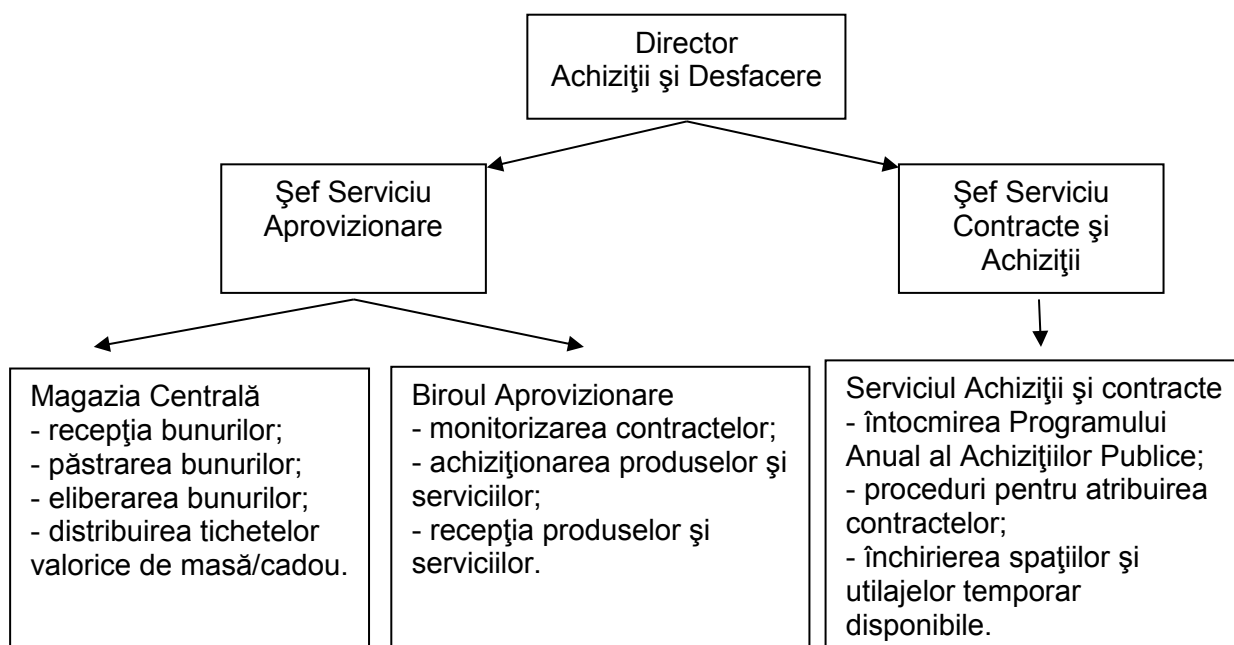 Director
Achiziţii şi Desfacere
Şef Serviciu
Aprovizionare
Şef Serviciu
Contracte şi
Achiziţii
Magazia Centrală
- recepţia bunurilor;
- păstrarea bunurilor;
- eliberarea bunurilor;
- distribuirea tichetelor
valorice de masă/cadou.
Biroul Aprovizionare
- monitorizarea contractelor;
- achiziţionarea produselor şi
serviciilor;
- recepţia produselor şi
serviciilor.
Serviciul Achiziţii şi contracte
- întocmirea Programului
Anual al Achiziţiilor Publice;
- proceduri pentru atribuirea
contractelor;
- închirierea spaţiilor şi
utilajelor temporar
disponibile.